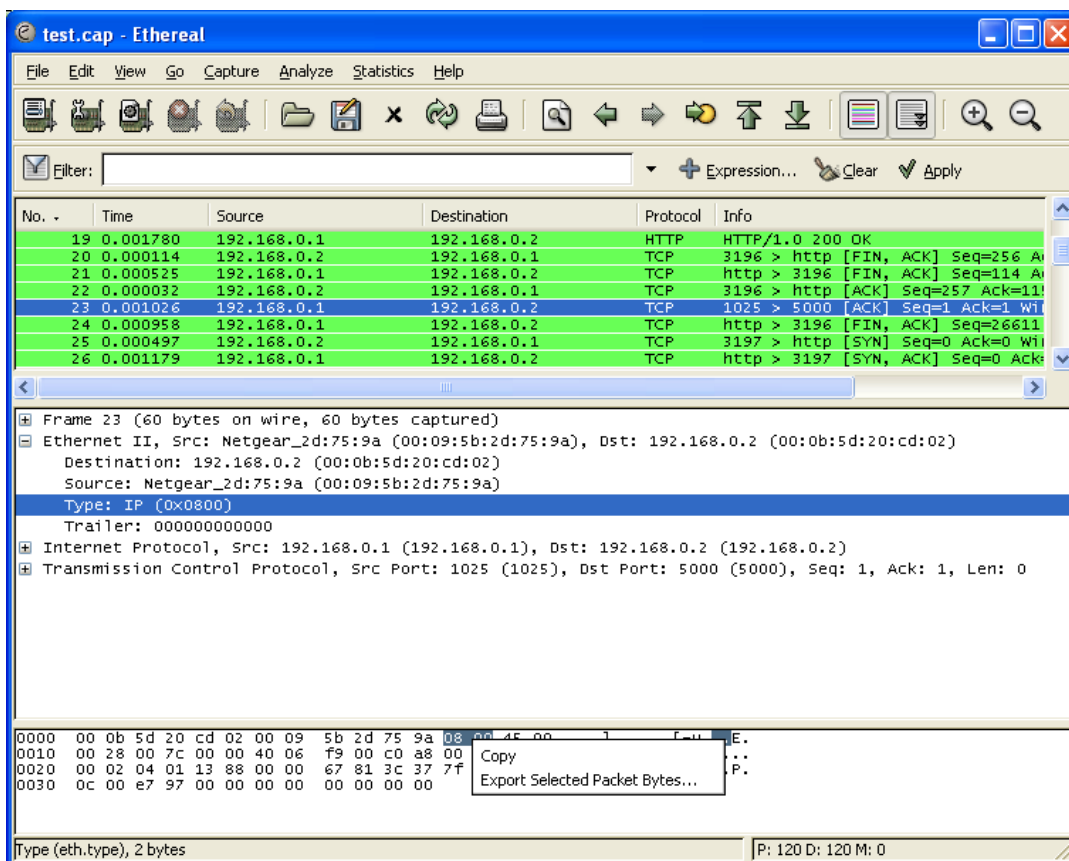 test.cap - Ethereal
File Edit View Go Capture Analyze Statistics Help
Filter: Expression... Clear Apply
No. Time Source Destination Protocol Info
19 0.001780 192.168.0.1 192.168.0.2 HTTP HTTP/1.0 200 OK
20 0.000114 192.168.0.2 192.168.0.1 TCP 3196 > http [FIN, ACK] Seq=256
21 0.000525 192.168.0.1 192.168.0.2 TCP http > 3196 [FIN, ACK] Seq=114
22 0.000032 192.168.0.2 192.168.0.1 TCP 3196 > http [ACK] Seq=257 Ack=11
23 0.001026 192.168.0.1 192.168.0.2 TCP 1025 > 5000 [ACK] Seq=1 Ack=1 Wi
24 0.000958 192.168.0.1 192.168.0.2 TCP http > 3196 [FIN, ACK] Seq=26611
25 0.000497 192.168.0.2 192.168.0.1 TCP 3197 > http [SYN] Seq=0 Ack=0 Wi
26 0.001179 192.168.0.1 192.168.0.2 TCP http > 3197 [SYN, ACK] Seq=0 Ack
Frame 23 (60 bytes on wire, 60 bytes captured)
Ethernet II, Src: Netgear_2d:75:9a (00:09:5b:2d:75:9a), Dst: 192.168.0.2 (00:0b:5d:20:cd:02)
Destination: 192.168.0.2 (00:0b:5d:20:cd:02)
Source: Netgear_2d:75:9a (00:09:5b:2d:75:9a)
Type: IP (0x0800)
Trailer: 000000000000
Internet Protocol, Src: 192.168.0.1 (192.168.0.1), Dst: 192.168.0.2 (192.168.0.2)
Transmission Control Protocol, Src Port: 1025 (1025), Dst Port: 5000 (5000), Seq: 1, Ack: 1, Len: 0
0000 00 0b 5d 20 cd 02 00 09 5b 2d 75 9a 08 00 45 00 E.
0010 00 28 00 7c 00 00 40 06 f9 00 c0 a8 00 ...
0020 00 02 04 01 13 88 00 00 67 81 3c 37 7f .P.
0030 0c 00 e7 97 00 00 00 00 00 00 00 00
Copy
Export Selected Packet Bytes...
Type (eth.type), 2 bytes P: 120 D: 120 M: 0